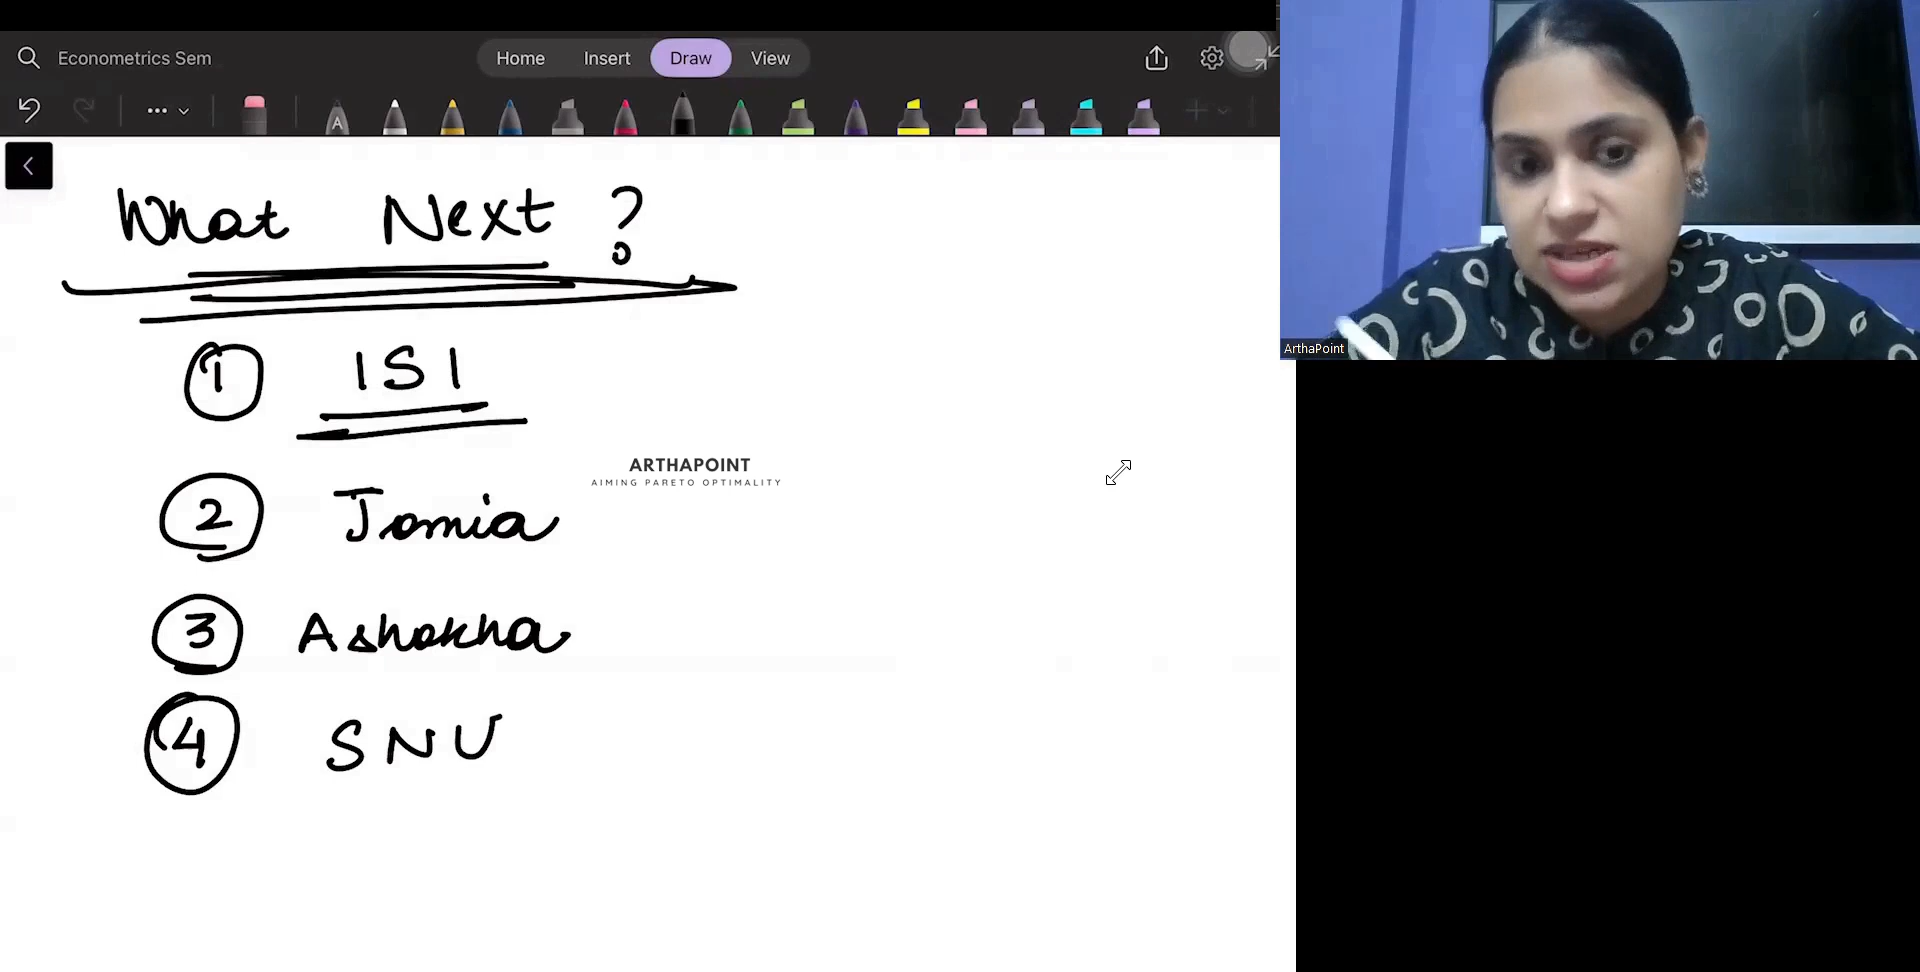 Econometrics Sem
Home Insert Draw View
A
What Next ?
1 ISI
ARTHAPOINT
AIMING PARETO OPTIMALITY
2 Jamia
3 Ashokha
4 SNU
ArthaPoint